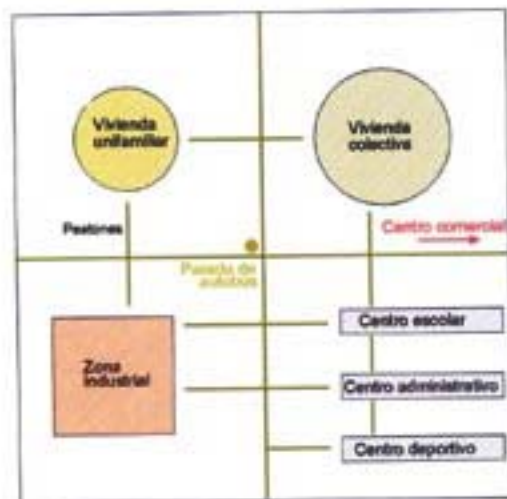 Vivienda
unifamiliar
Vivienda
colectiva
Peatones
Centro comercial
Parada de
autobús
Zona
industrial
Centro escolar
Centro administrativo
Centro deportivo